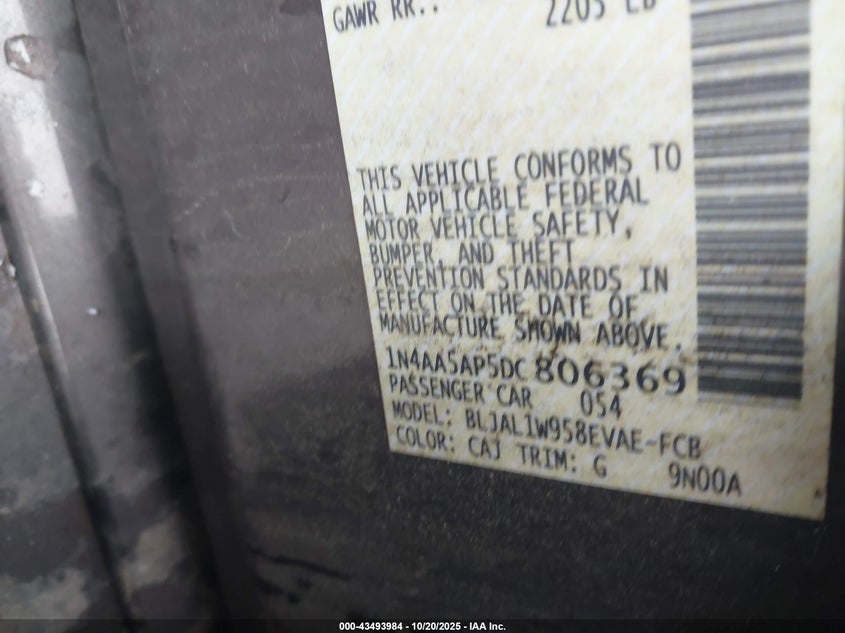 GAWR RR.: 2205 LB
THIS VEHICLE CONFORMS TO
ALL APPLICABLE FEDERAL
MOTOR VEHICLE SAFETY,
BUMPER, AND THEFT
PREVENTION STANDARDS IN
EFFECT ON THE DATE OF
MANUFACTURE SHOWN ABOVE.
1N4AA5AP5DC806369
PASSENGER CAR 054
MODEL: BLJAL1W958EVAE-FCB
COLOR: CAJ TRIM: G 9N00A
000-43493984 - 10/20/2025 - IAA Inc.